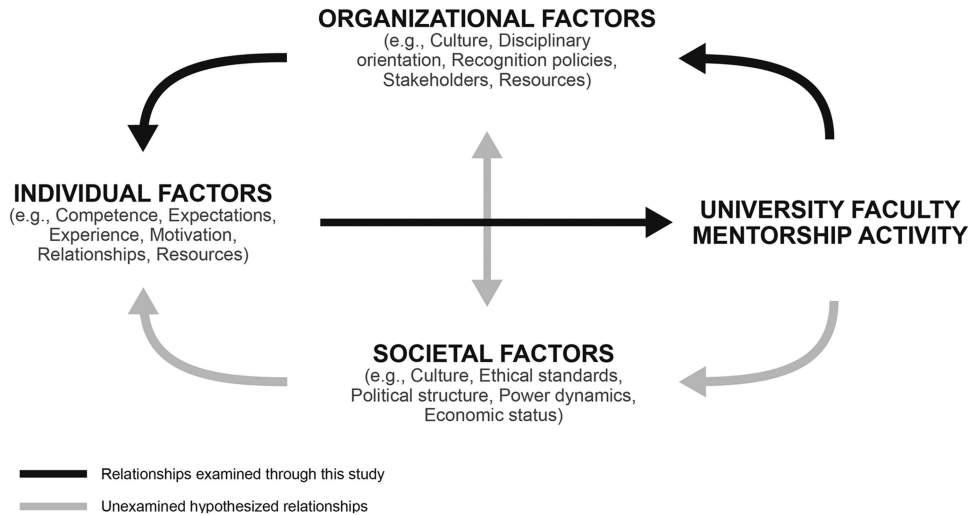 ORGANIZATIONAL FACTORS
(e.g., Culture, Disciplinary
orientation, Recognition policies,
Stakeholders, Resources)
INDIVIDUAL FACTORS
(e.g., Competence, Expectations,
Experience, Motivation,
Relationships, Resources)
UNIVERSITY FACULTY
MENTORSHIP ACTIVITY
SOCIETAL FACTORS
(e.g., Culture, Ethical standards,
Political structure, Power dynamics,
Economic status)
Relationships examined through this study
Unexamined hypothesized relationships